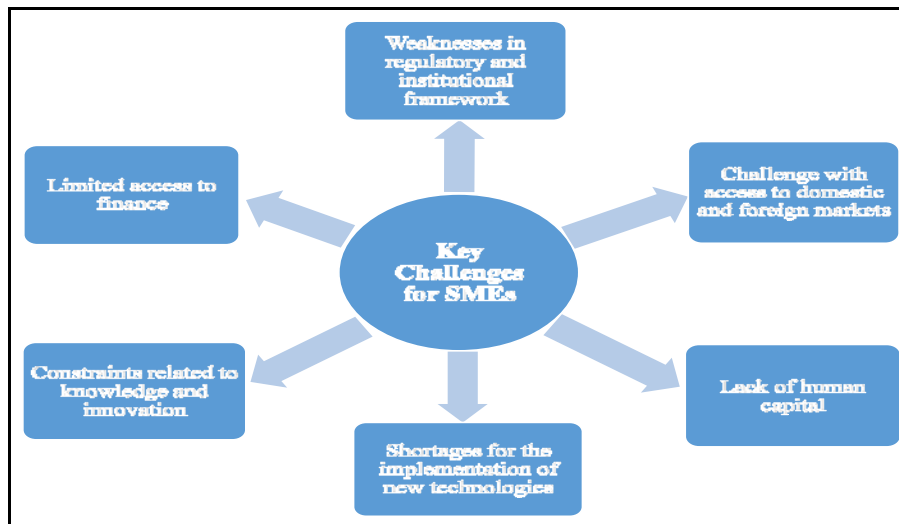 Weaknesses in
regulatory and
institutional
framework
Limited access to
finance
Challenge with
access to domestic
and foreign markets
Key
Challenges
for SMEs
Constraints related to
knowledge and
innovation
Lack of human
capital
Shortages for the
implementation of
new technologies